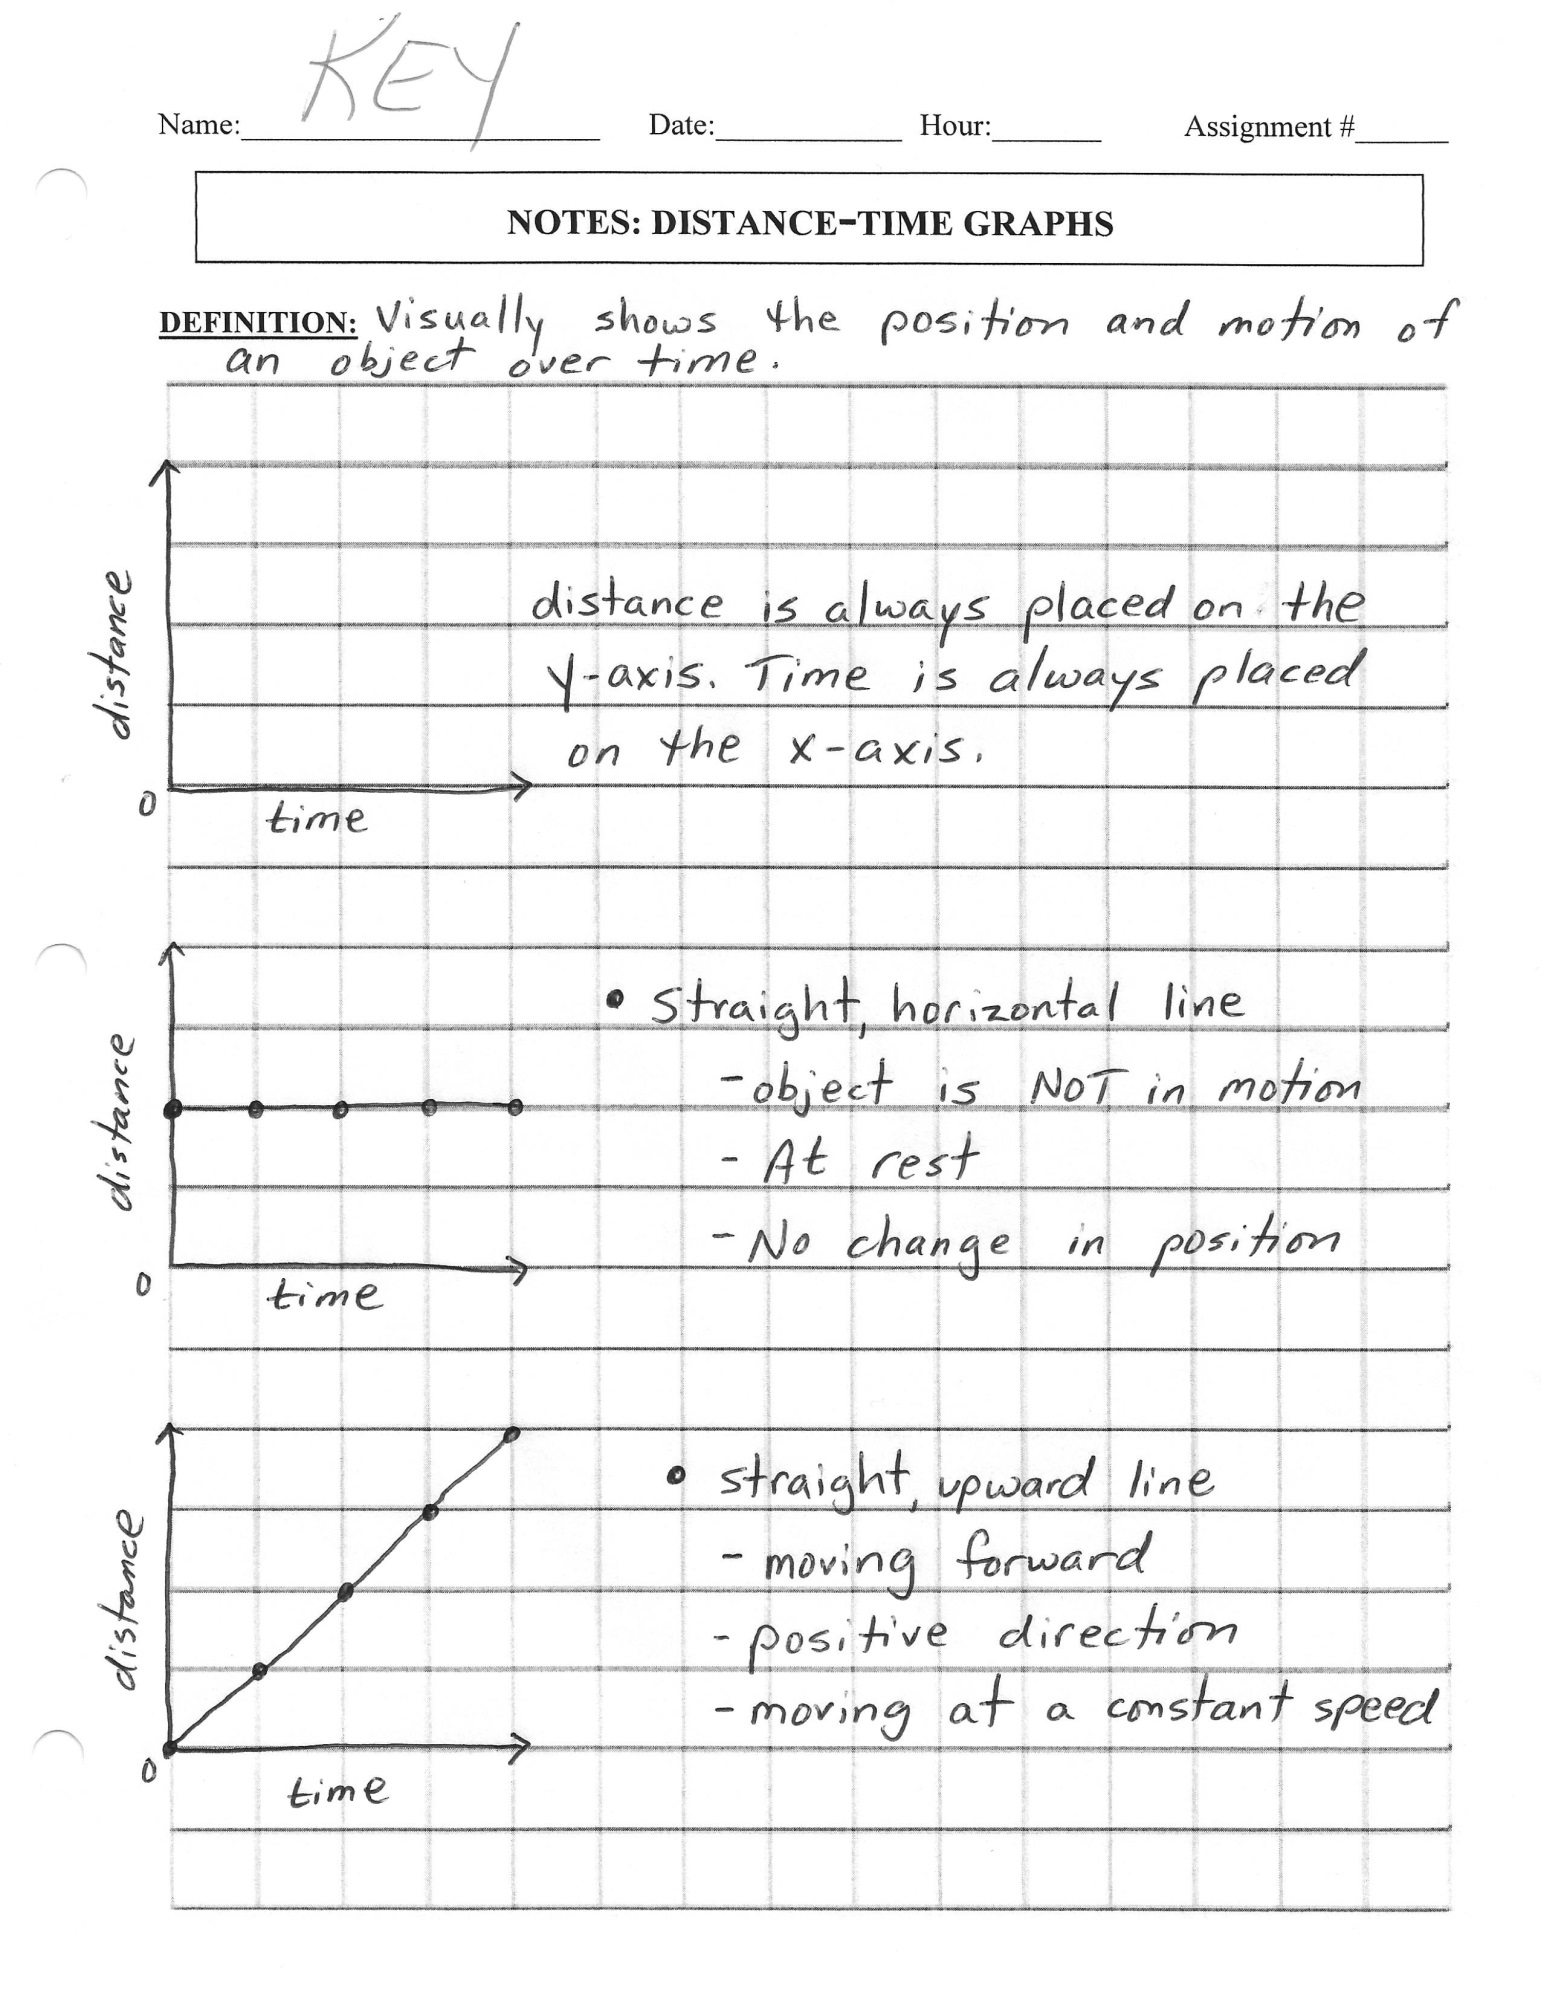 KEY
Name: Date: Hour: Assignment #
NOTES: DISTANCE-TIME GRAPHS
DEFINITION: Visually shows the position and motion of
an object over time.
distance
distance is always placed on the
y-axis. Time is always placed
on the x-axis.
0
time
distance
• Straight, horizontal line
- object is NOT in motion
- At rest
- No change in position
0
time
distance
• straight, upward line
- moving forward
- positive direction
- moving at a constant speed
0
time